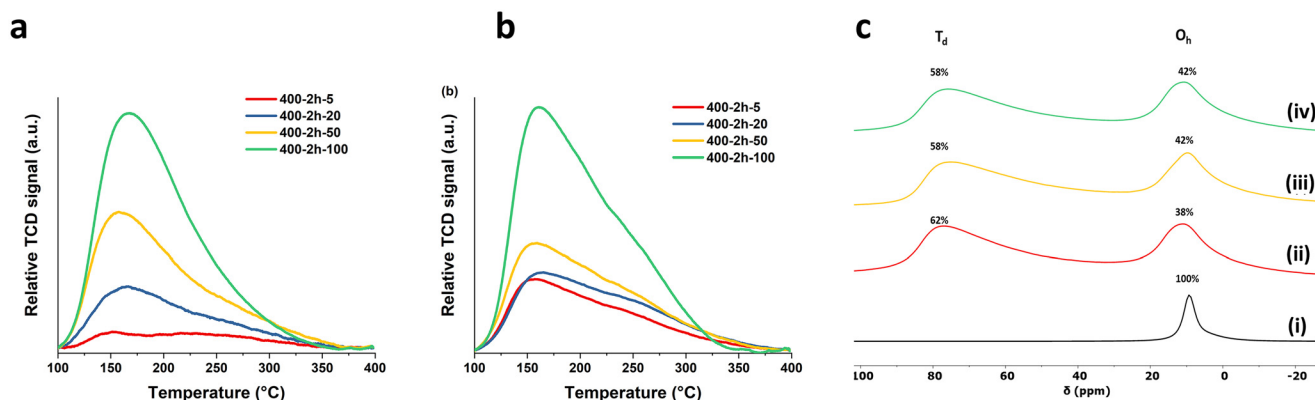 a
Relative TCD signal (a.u.)
400-2h-5
400-2h-20
400-2h-50
400-2h-100
100 150 200 250 300 350 400
Temperature (°C)
b
(b)
Relative TCD signal (a.u.)
400-2h-5
400-2h-20
400-2h-50
400-2h-100
100 150 200 250 300 350 400
Temperature (°C)
c
Td Oh
58% 42%
(iv)
58% 42%
(iii)
62% 38%
(ii)
100%
(i)
100 80 60 40 20 0 -20
δ (ppm)